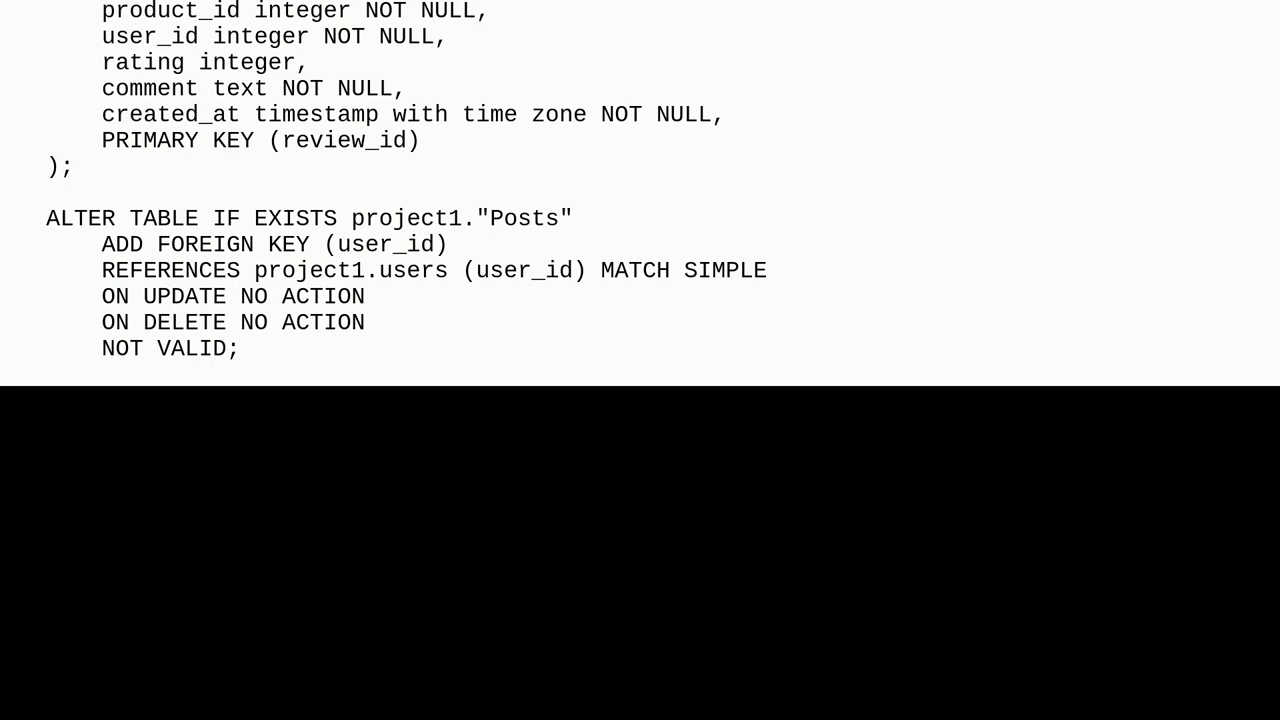 product_id integer NOT NULL,
user_id integer NOT NULL,
rating integer,
comment text NOT NULL,
created_at timestamp with time zone NOT NULL,
PRIMARY KEY (review_id)
);
ALTER TABLE IF EXISTS project1."Posts"
ADD FOREIGN KEY (user_id)
REFERENCES project1.users (user_id) MATCH SIMPLE
ON UPDATE NO ACTION
ON DELETE NO ACTION
NOT VALID;